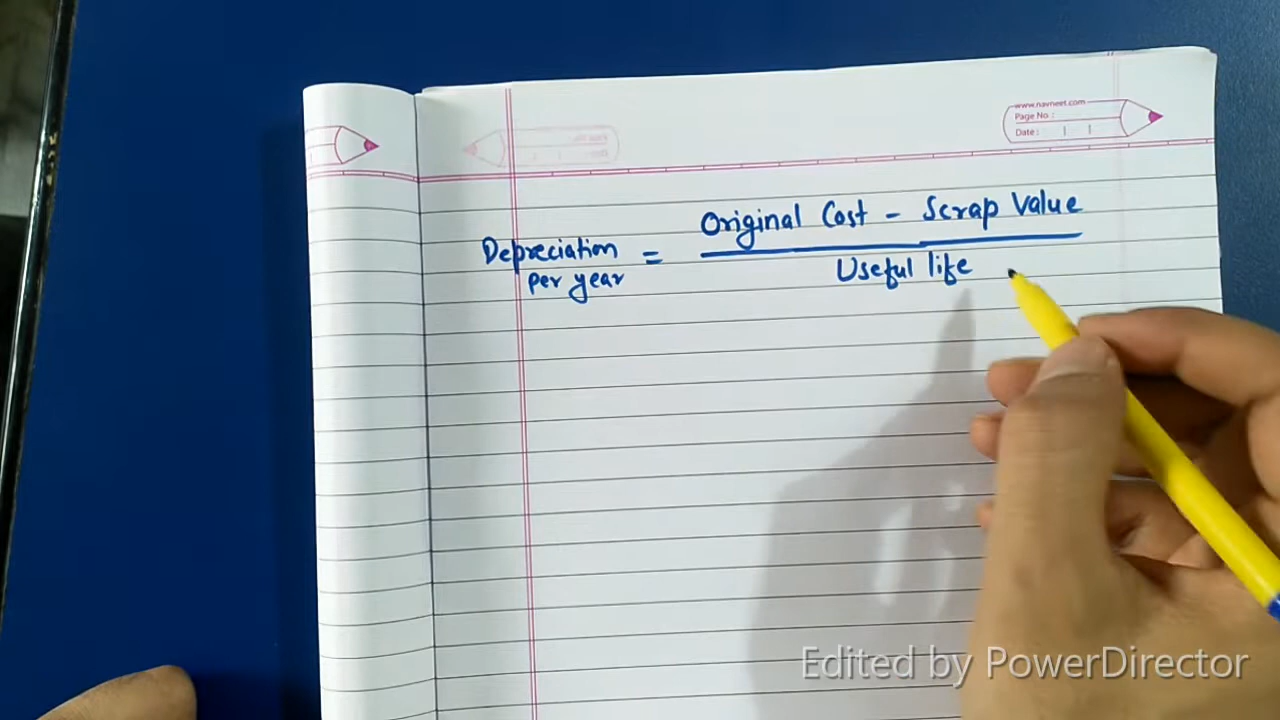 www.navneet.com
Page No. :
Date :
Original Cost - Scrap Value
Depreciation =
per year
Useful life
Edited by PowerDirector